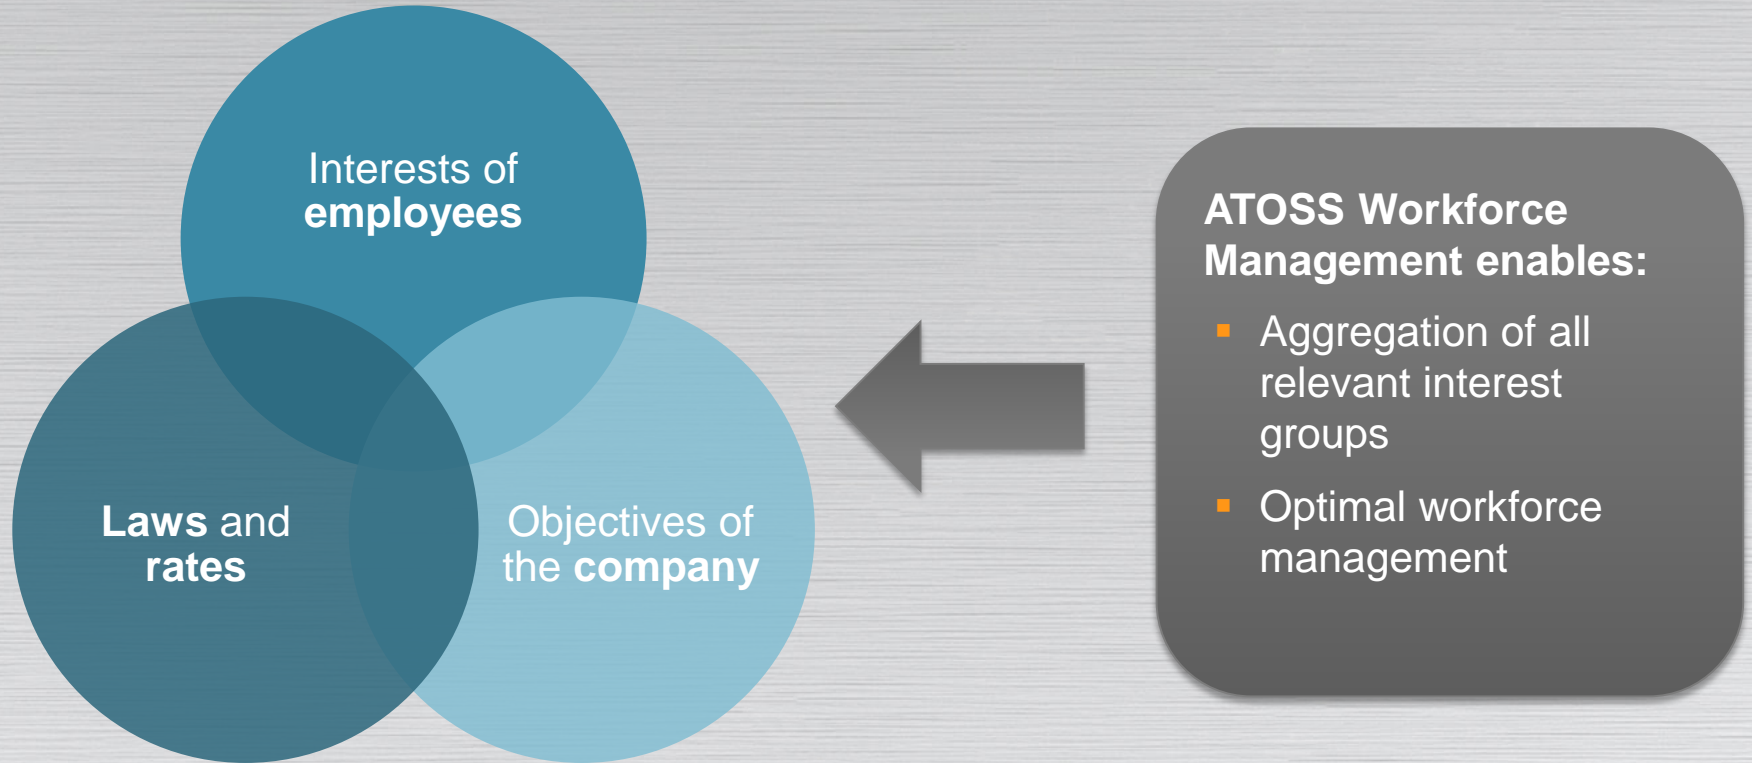 Interests of
employees
Laws and
rates
Objectives of
the company
ATOSS Workforce
Management enables:
Aggregation of all
relevant interest
groups
Optimal workforce
management